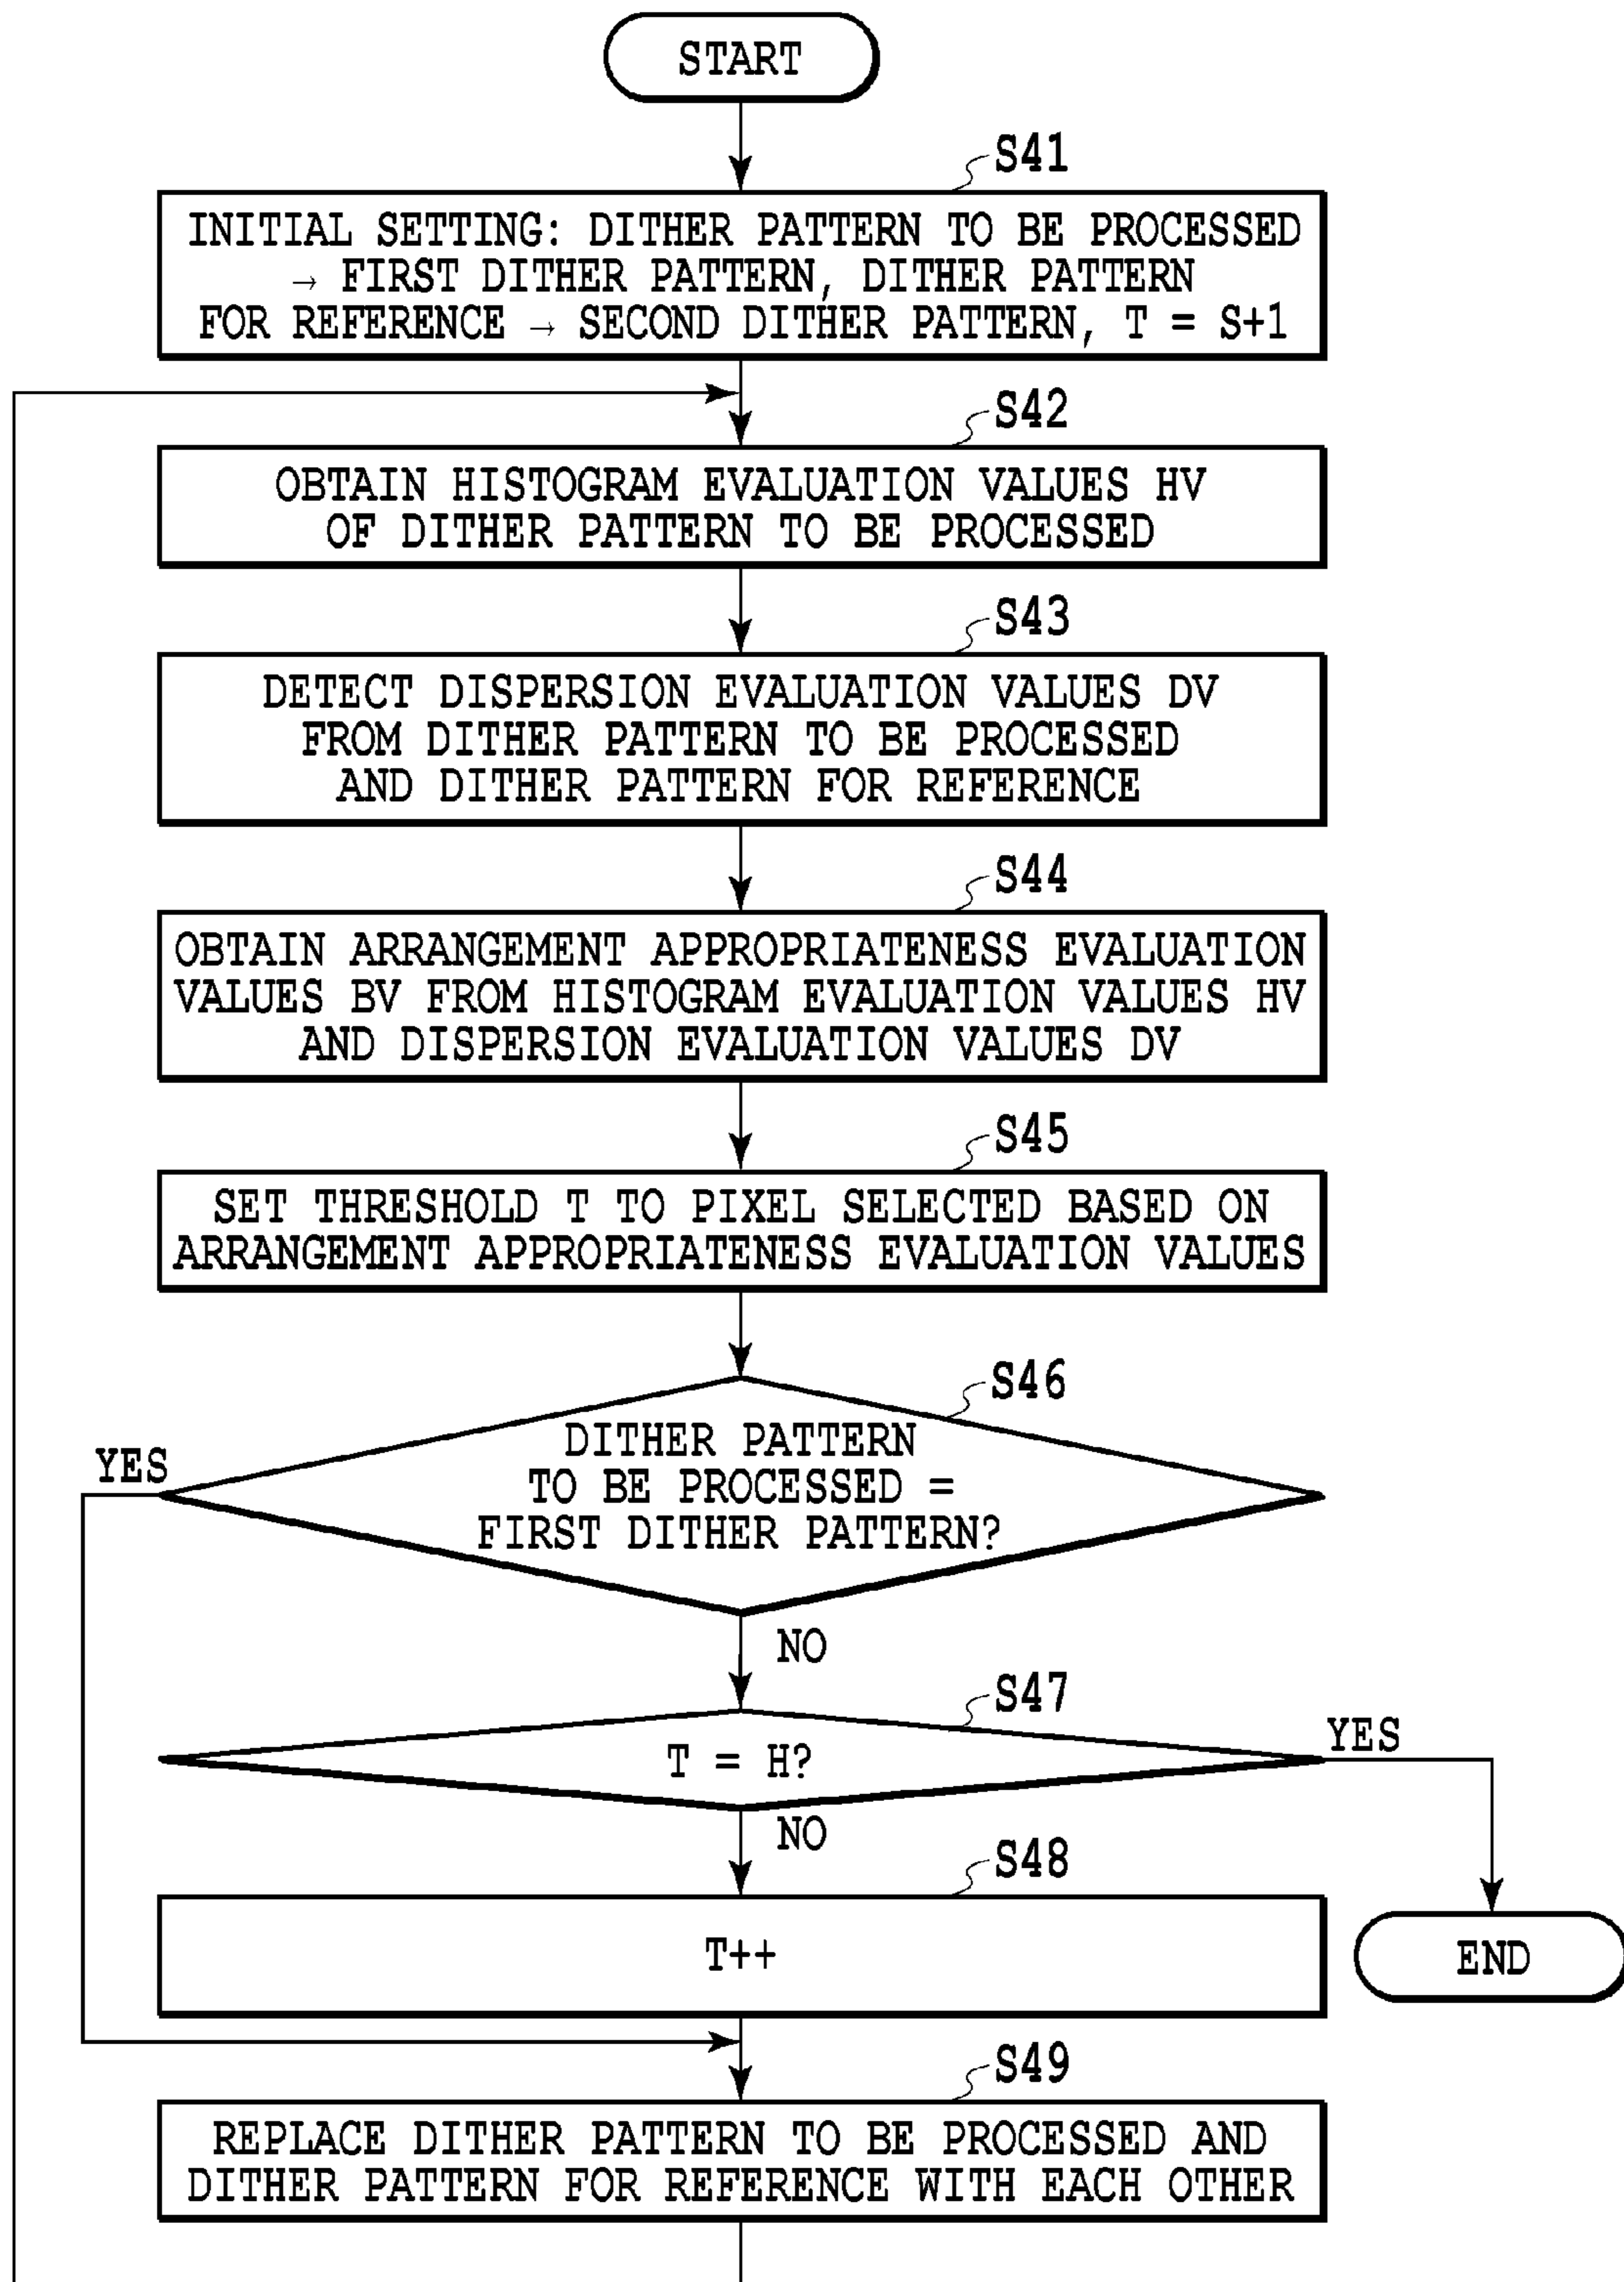 START
S41
INITIAL SETTING: DITHER PATTERN TO BE PROCESSED
→ FIRST DITHER PATTERN, DITHER PATTERN
FOR REFERENCE → SECOND DITHER PATTERN, T = S+1
S42
OBTAIN HISTOGRAM EVALUATION VALUES HV
OF DITHER PATTERN TO BE PROCESSED
S43
DETECT DISPERSION EVALUATION VALUES DV
FROM DITHER PATTERN TO BE PROCESSED
AND DITHER PATTERN FOR REFERENCE
S44
OBTAIN ARRANGEMENT APPROPRIATENESS EVALUATION
VALUES BV FROM HISTOGRAM EVALUATION VALUES HV
AND DISPERSION EVALUATION VALUES DV
S45
SET THRESHOLD T TO PIXEL SELECTED BASED ON
ARRANGEMENT APPROPRIATENESS EVALUATION VALUES
S46
DITHER PATTERN
TO BE PROCESSED =
FIRST DITHER PATTERN?
YES
NO
S47
T = H?
YES
NO
S48
T++
END
S49
REPLACE DITHER PATTERN TO BE PROCESSED AND
DITHER PATTERN FOR REFERENCE WITH EACH OTHER